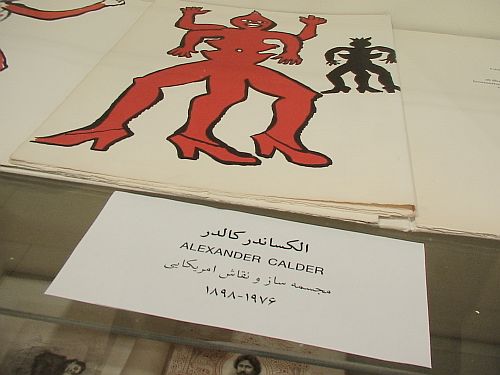 الکساندر کالدر
ALEXANDER CALDER
مجسمه ساز و نقاش امریکایی
۱۸۹۸-۱۹۷۶